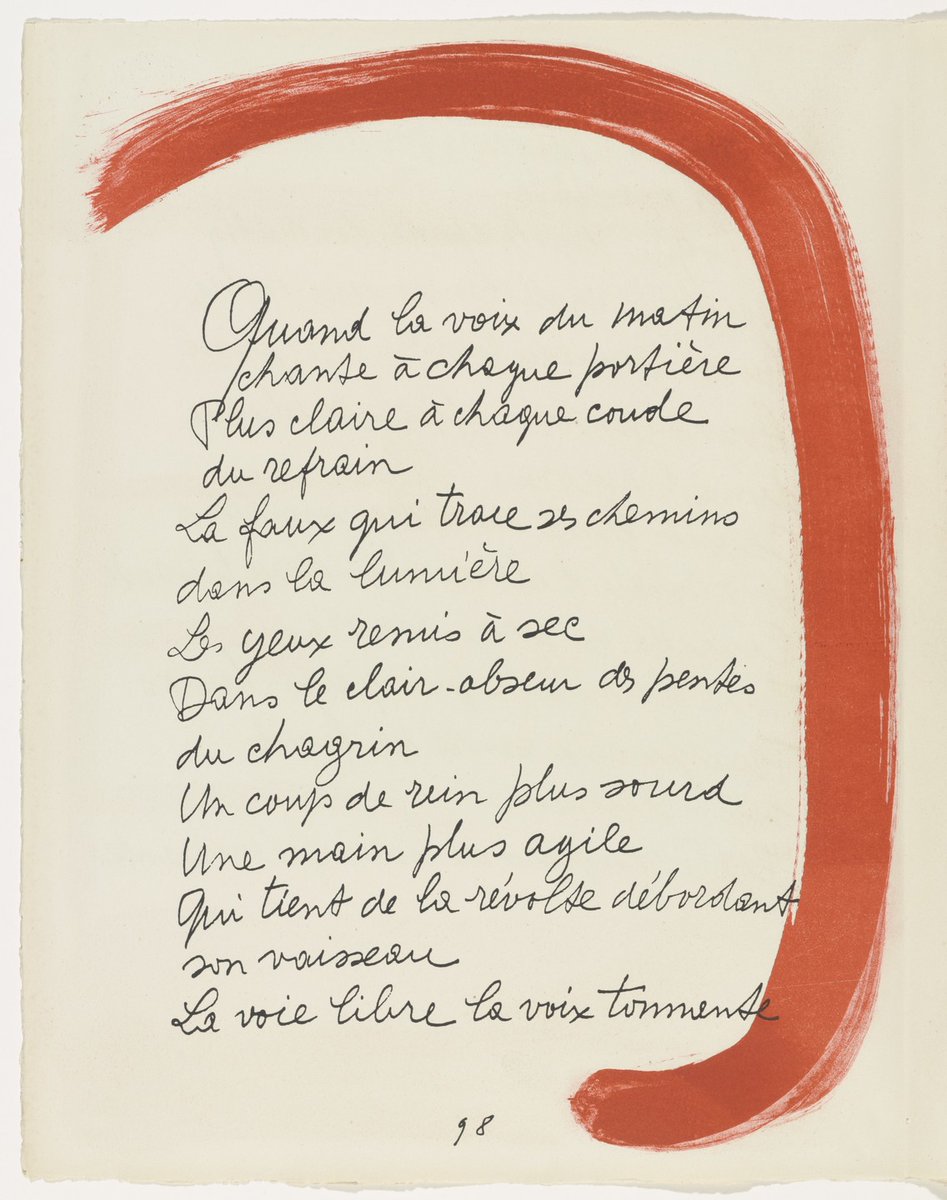 Quand la voix du matin
chante à chaque portière
Plus claire à chaque coude
du refrain
La faux qui trace ses chemins
dans la lumière
Les yeux remis à sec
Dans le clair-obscur des pentes
du chagrin
Un coup de rein plus sourd
Une main plus agile
Qui tient de la révolte débordant
son vaisseau
La voie libre la voix tonnante
98